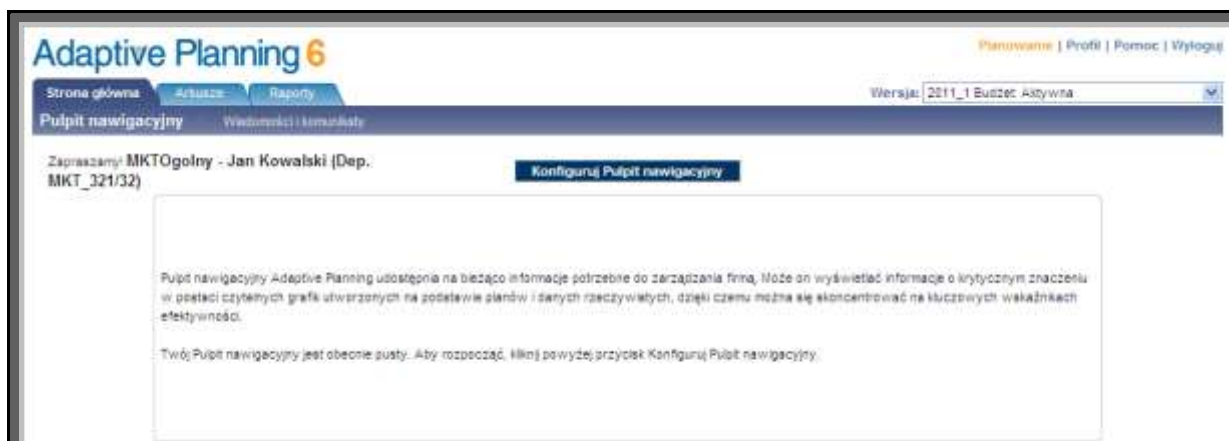 Adaptive Planning 6
Planowanie | Profil | Pomoc | Wyloguj
Strona główna Arkusze Raporty
Wersja: 2011_1 Budżet Aktywna
Pulpit nawigacyjny Wiadomości i komunikaty
Zapraszamy! MKTOgolny - Jan Kowalski (Dep.
MKT_321/32)
Konfiguruj Pulpit nawigacyjny
Pulpit nawigacyjny Adaptive Planning udostępnia na bieżąco informacje potrzebne do zarządzania firmą. Może on wyświetlać informacje o krytycznym znaczeniu
w postaci czytelnych grafik utworzonych na podstawie planów i danych rzeczywistych, dzięki czemu można się skoncentrować na kluczowych wskaźnikach
efektywności.
Twój Pulpit nawigacyjny jest obecnie pusty. Aby rozpocząć, kliknij powyżej przycisk Konfiguruj Pulpit nawigacyjny.